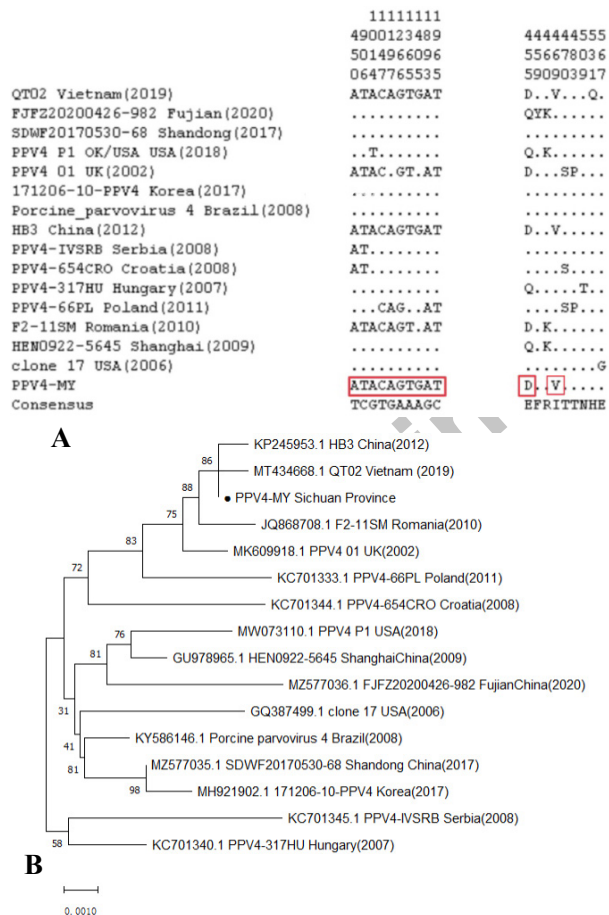 11111111
4900123489 444444555
5014966096 556678036
0647765535 590903917
QT02 Vietnam(2019) ATACAGTGAT D..V...Q.
FJFZ20200426-982 Fujian(2020) .......... QYK......
SDWF20170530-68 Shandong(2017) .......... .........
PPV4 P1 OK/USA USA(2018) ..T....... Q.K......
PPV4 01 UK(2002) ATAC.GT.AT D....SP..
171206-10-PPV4 Korea(2017) .......... .........
Porcine_parvovirus 4 Brazil(2008) .......... .........
HB3 China(2012) ATACAGTGAT D..V.....
PPV4-IVSRB Serbia(2008) AT........ .........
PPV4-654CRO Croatia(2008) AT........ .....S...
PPV4-317HU Hungary(2007) .......... Q......T.
PPV4-66PL Poland(2011) ...CAG..AT .....SP..
F2-11SM Romania(2010) ATACAGT.AT D.K......
HEN0922-5645 Shanghai(2009) .......... Q.K......
clone 17 USA(2006) .......... ........G
PPV4-MY ATACAGTGAT D..V.....
Consensus TCGTGAAAGC EFRITTNHE
A
KP245953.1 HB3 China(2012)
86
MT434668.1 QT02 Vietnam (2019)
88
PPV4-MY Sichuan Province
75
JQ868708.1 F2-11SM Romania(2010)
83
MK609918.1 PPV4 01 UK(2002)
72
KC701333.1 PPV4-66PL Poland(2011)
KC701344.1 PPV4-654CRO Croatia(2008)
76
MW073110.1 PPV4 P1 USA(2018)
81
GU978965.1 HEN0922-5645 ShanghaiChina(2009)
MZ577036.1 FJFZ20200426-982 FujianChina(2020)
31
GQ387499.1 clone 17 USA(2006)
41
KY586146.1 Porcine parvovirus 4 Brazil(2008)
81
MZ577035.1 SDWF20170530-68 Shandong China(2017)
98
MH921902.1 171206-10-PPV4 Korea(2017)
KC701345.1 PPV4-IVSRB Serbia(2008)
58
KC701340.1 PPV4-317HU Hungary(2007)
B
0.0010